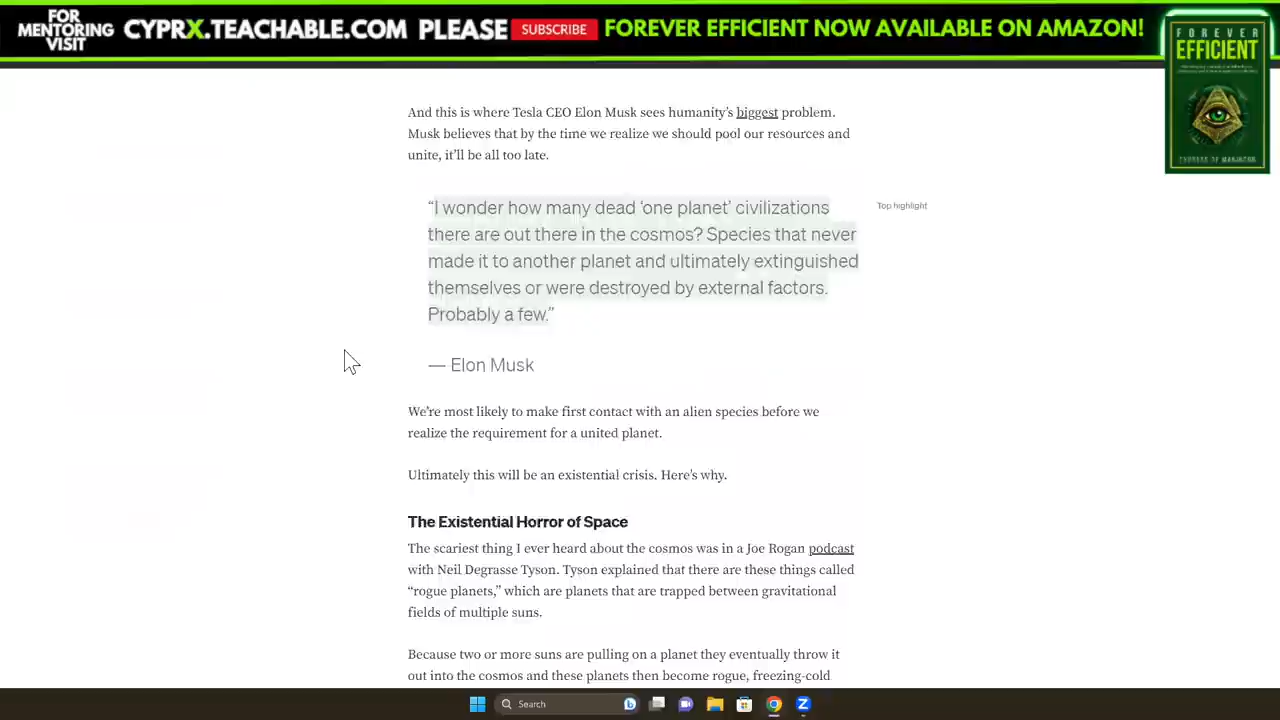 FOR
MENTORING
VISIT
CYPRX.TEACHABLE.COM PLEASE SUBSCRIBE FOREVER EFFICIENT NOW AVAILABLE ON AMAZON!
FOREVER
EFFICIENT
And this is where Tesla CEO Elon Musk sees humanity’s biggest problem.
Musk believes that by the time we realize we should pool our resources and
unite, it’ll be all too late.
“I wonder how many dead ‘one planet’ civilizations
there are out there in the cosmos? Species that never
made it to another planet and ultimately extinguished
themselves or were destroyed by external factors.
Probably a few.”
Top highlight
— Elon Musk
We’re most likely to make first contact with an alien species before we
realize the requirement for a united planet.
Ultimately this will be an existential crisis. Here’s why.
The Existential Horror of Space
The scariest thing I ever heard about the cosmos was in a Joe Rogan podcast
with Neil Degrasse Tyson. Tyson explained that there are these things called
“rogue planets,” which are planets that are trapped between gravitational
fields of multiple suns.
Because two or more suns are pulling on a planet they eventually throw it
out into the cosmos and these planets then become rogue, freezing-cold
Search